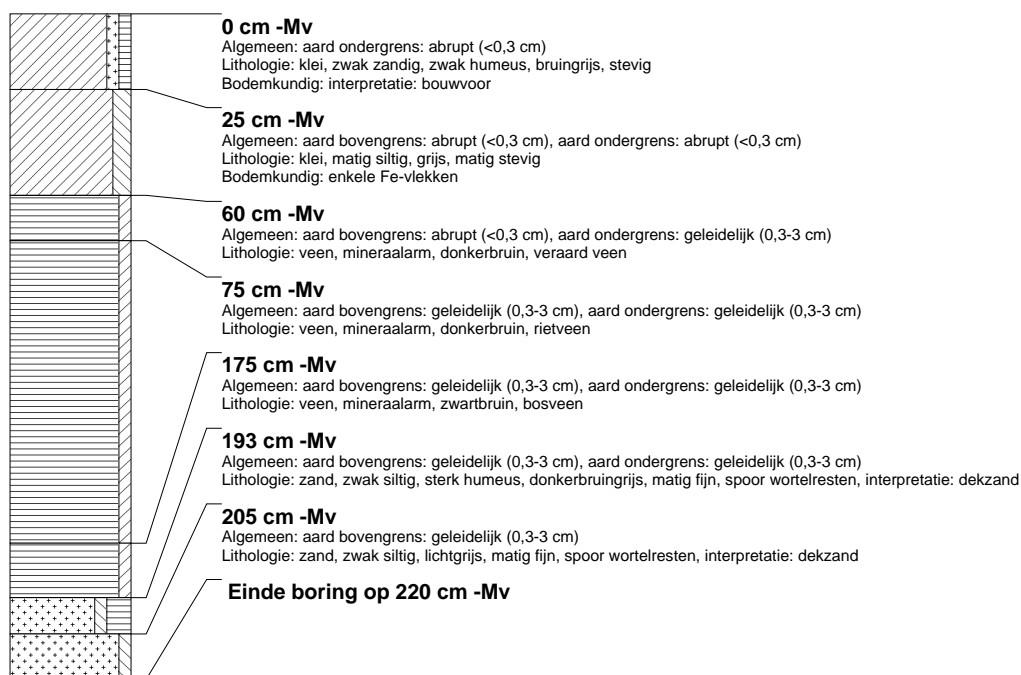 0 cm -Mv
Algemeen: aard ondergrens: abrupt (<0,3 cm)
Lithologie: klei, zwak zandig, zwak humeus, bruingrijs, stevig
Bodemkundig: interpretatie: bouwvoor
25 cm -Mv
Algemeen: aard bovengrens: abrupt (<0,3 cm), aard ondergrens: abrupt (<0,3 cm)
Lithologie: klei, matig siltig, grijs, matig stevig
Bodemkundig: enkele Fe-vlekken
60 cm -Mv
Algemeen: aard bovengrens: abrupt (<0,3 cm), aard ondergrens: geleidelijk (0,3-3 cm)
Lithologie: veen, mineraalarm, donkerbruin, veraard veen
75 cm -Mv
Algemeen: aard bovengrens: geleidelijk (0,3-3 cm), aard ondergrens: geleidelijk (0,3-3 cm)
Lithologie: veen, mineraalarm, donkerbruin, rietveen
175 cm -Mv
Algemeen: aard bovengrens: geleidelijk (0,3-3 cm), aard ondergrens: geleidelijk (0,3-3 cm)
Lithologie: veen, mineraalarm, zwartbruin, bosveen
193 cm -Mv
Algemeen: aard bovengrens: geleidelijk (0,3-3 cm), aard ondergrens: geleidelijk (0,3-3 cm)
Lithologie: zand, zwak siltig, sterk humeus, donkerbruingrijs, matig fijn, spoor wortelresten, interpretatie: dekzand
205 cm -Mv
Algemeen: aard bovengrens: geleidelijk (0,3-3 cm)
Lithologie: zand, zwak siltig, lichtgrijs, matig fijn, spoor wortelresten, interpretatie: dekzand
Einde boring op 220 cm -Mv